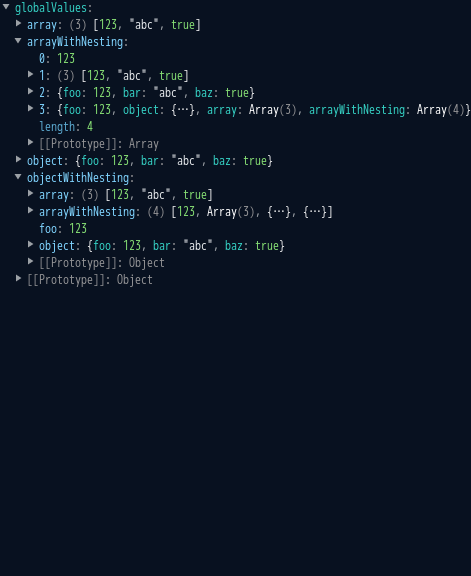 globalValues:
array: (3) [123, "abc", true]
arrayWithNesting:
0: 123
1: (3) [123, "abc", true]
2: {foo: 123, bar: "abc", baz: true}
3: {foo: 123, object: {…}, array: Array(3), arrayWithNesting: Array(4)}
length: 4
[[Prototype]]: Array
object: {foo: 123, bar: "abc", baz: true}
objectWithNesting:
array: (3) [123, "abc", true]
arrayWithNesting: (4) [123, Array(3), {…}, {…}]
foo: 123
object: {foo: 123, bar: "abc", baz: true}
[[Prototype]]: Object
[[Prototype]]: Object